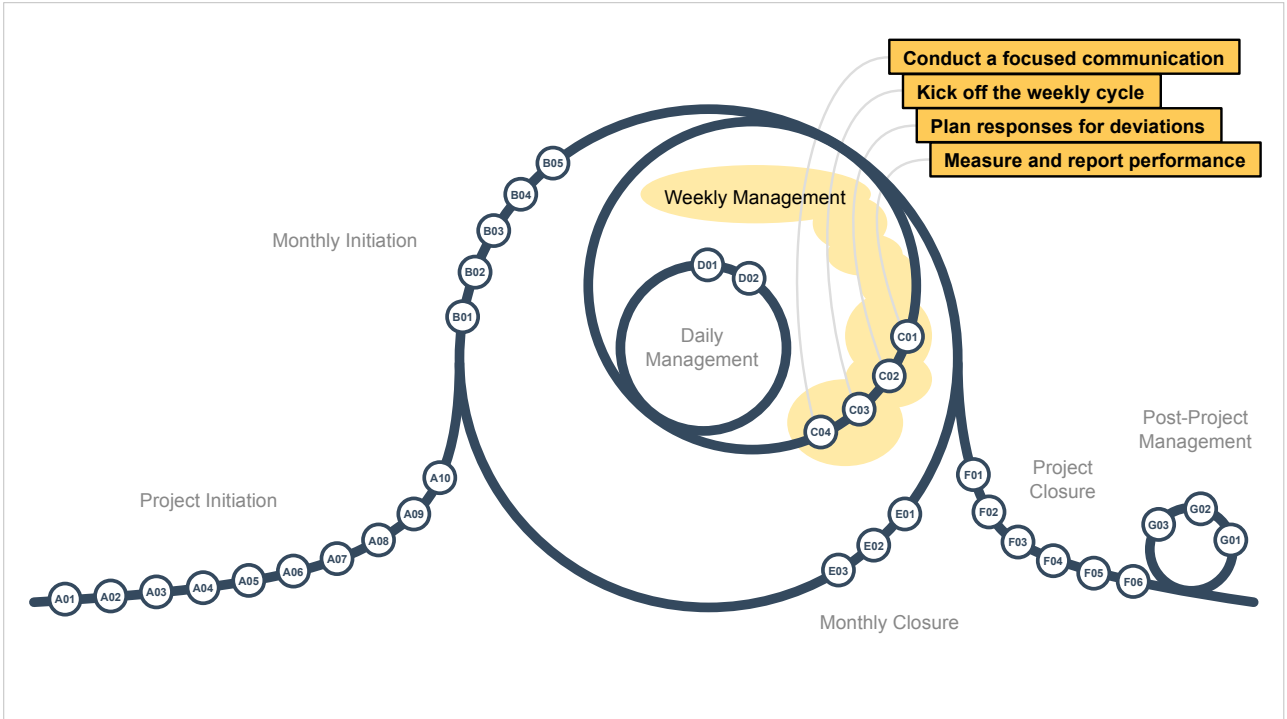 Conduct a focused communication
Kick off the weekly cycle
Plan responses for deviations
Measure and report performance
Weekly Management
Monthly Initiation
B05
B04
B03
B02
B01
D01
D02
Daily
Management
C01
C02
C03
C04
Post-Project
Management
Project
Closure
Project Initiation
A01
A02
A03
A04
A05
A06
A07
A08
A09
A10
E01
E02
E03
Monthly Closure
F01
F02
F03
F04
F05
F06
G03
G02
G01